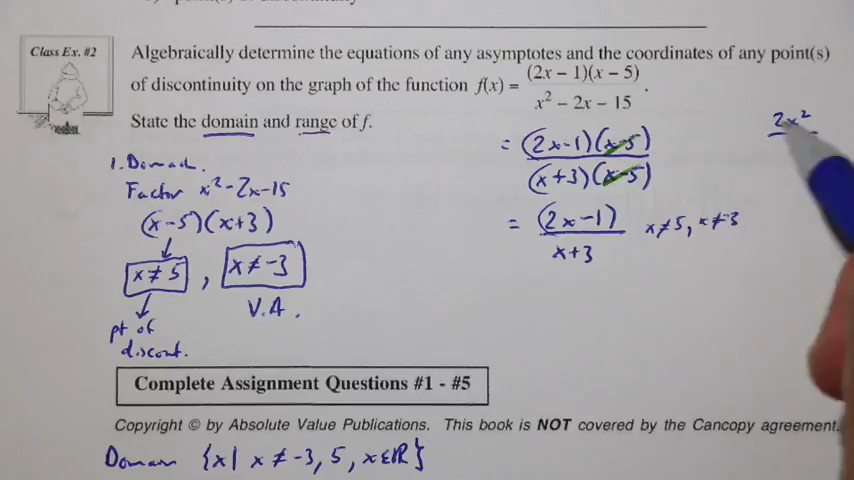 Class Ex. #2
Algebraically determine the equations of any asymptotes and the coordinates of any point(s)
of discontinuity on the graph of the function f(x) = (2x − 1)(x − 5) / x² − 2x − 15 .
State the domain and range of f.
1. Domain.
Factor x²-2x-15
(x-5)(x+3)
x≠5 , x≠-3
pt of
discont.
V.A.
= (2x-1)(x-5) / (x+3)(x-5)
= (2x-1) / x+3 x≠5, x≠-3
2x²
Complete Assignment Questions #1 - #5
Copyright © by Absolute Value Publications. This book is NOT covered by the Cancopy agreement.
Domain {x| x≠-3, 5, x∈R}